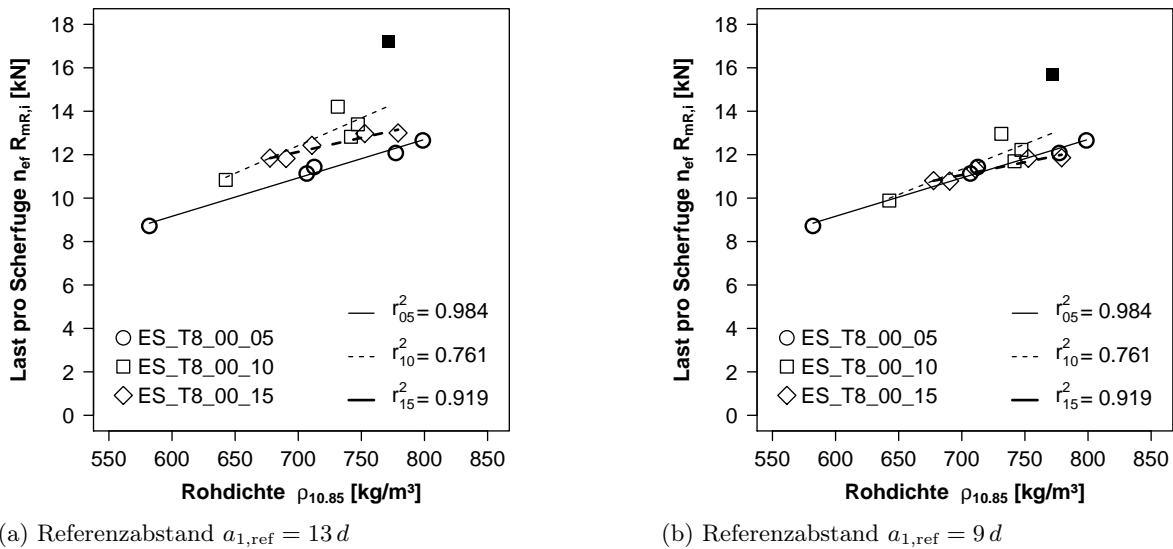 18
16
14
12
10
8
6
4
2
0
Last pro Scherfuge n_ef R_mR,i [kN]
ES_T8_00_05
ES_T8_00_10
ES_T8_00_15
r²_05 = 0.984
r²_10 = 0.761
r²_15 = 0.919
550 600 650 700 750 800 850
Rohdichte ρ_10.85 [kg/m³]
(a) Referenzabstand a_1,ref = 13 d
18
16
14
12
10
8
6
4
2
0
Last pro Scherfuge n_ef R_mR,i [kN]
ES_T8_00_05
ES_T8_00_10
ES_T8_00_15
r²_05 = 0.984
r²_10 = 0.761
r²_15 = 0.919
550 600 650 700 750 800 850
Rohdichte ρ_10.85 [kg/m³]
(b) Referenzabstand a_1,ref = 9 d